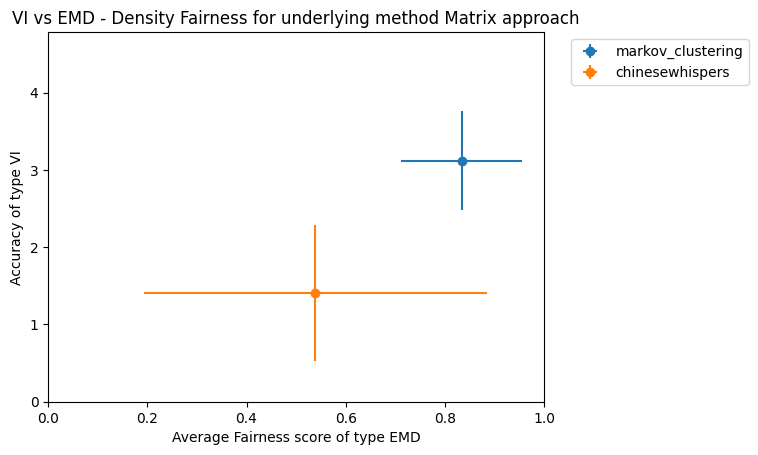 VI vs EMD - Density Fairness for underlying method Matrix approach
markov_clustering
chinesewhispers
Accuracy of type VI
4
3
2
1
0
0.0 0.2 0.4 0.6 0.8 1.0
Average Fairness score of type EMD